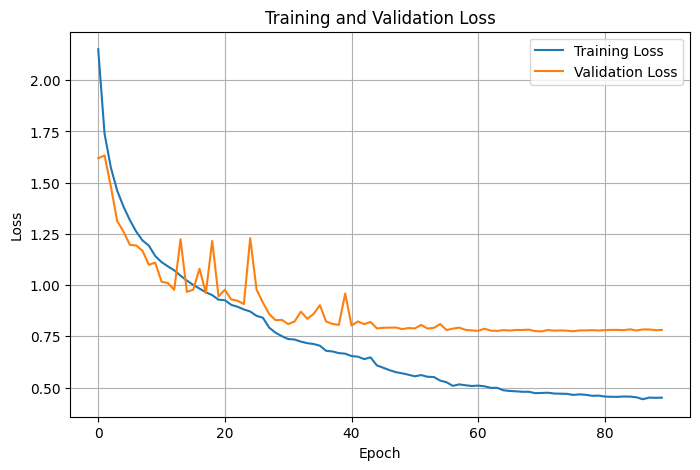 Training and Validation Loss
Training Loss
Validation Loss
2.00
1.75
1.50
1.25
1.00
0.75
0.50
Loss
0 20 40 60 80
Epoch